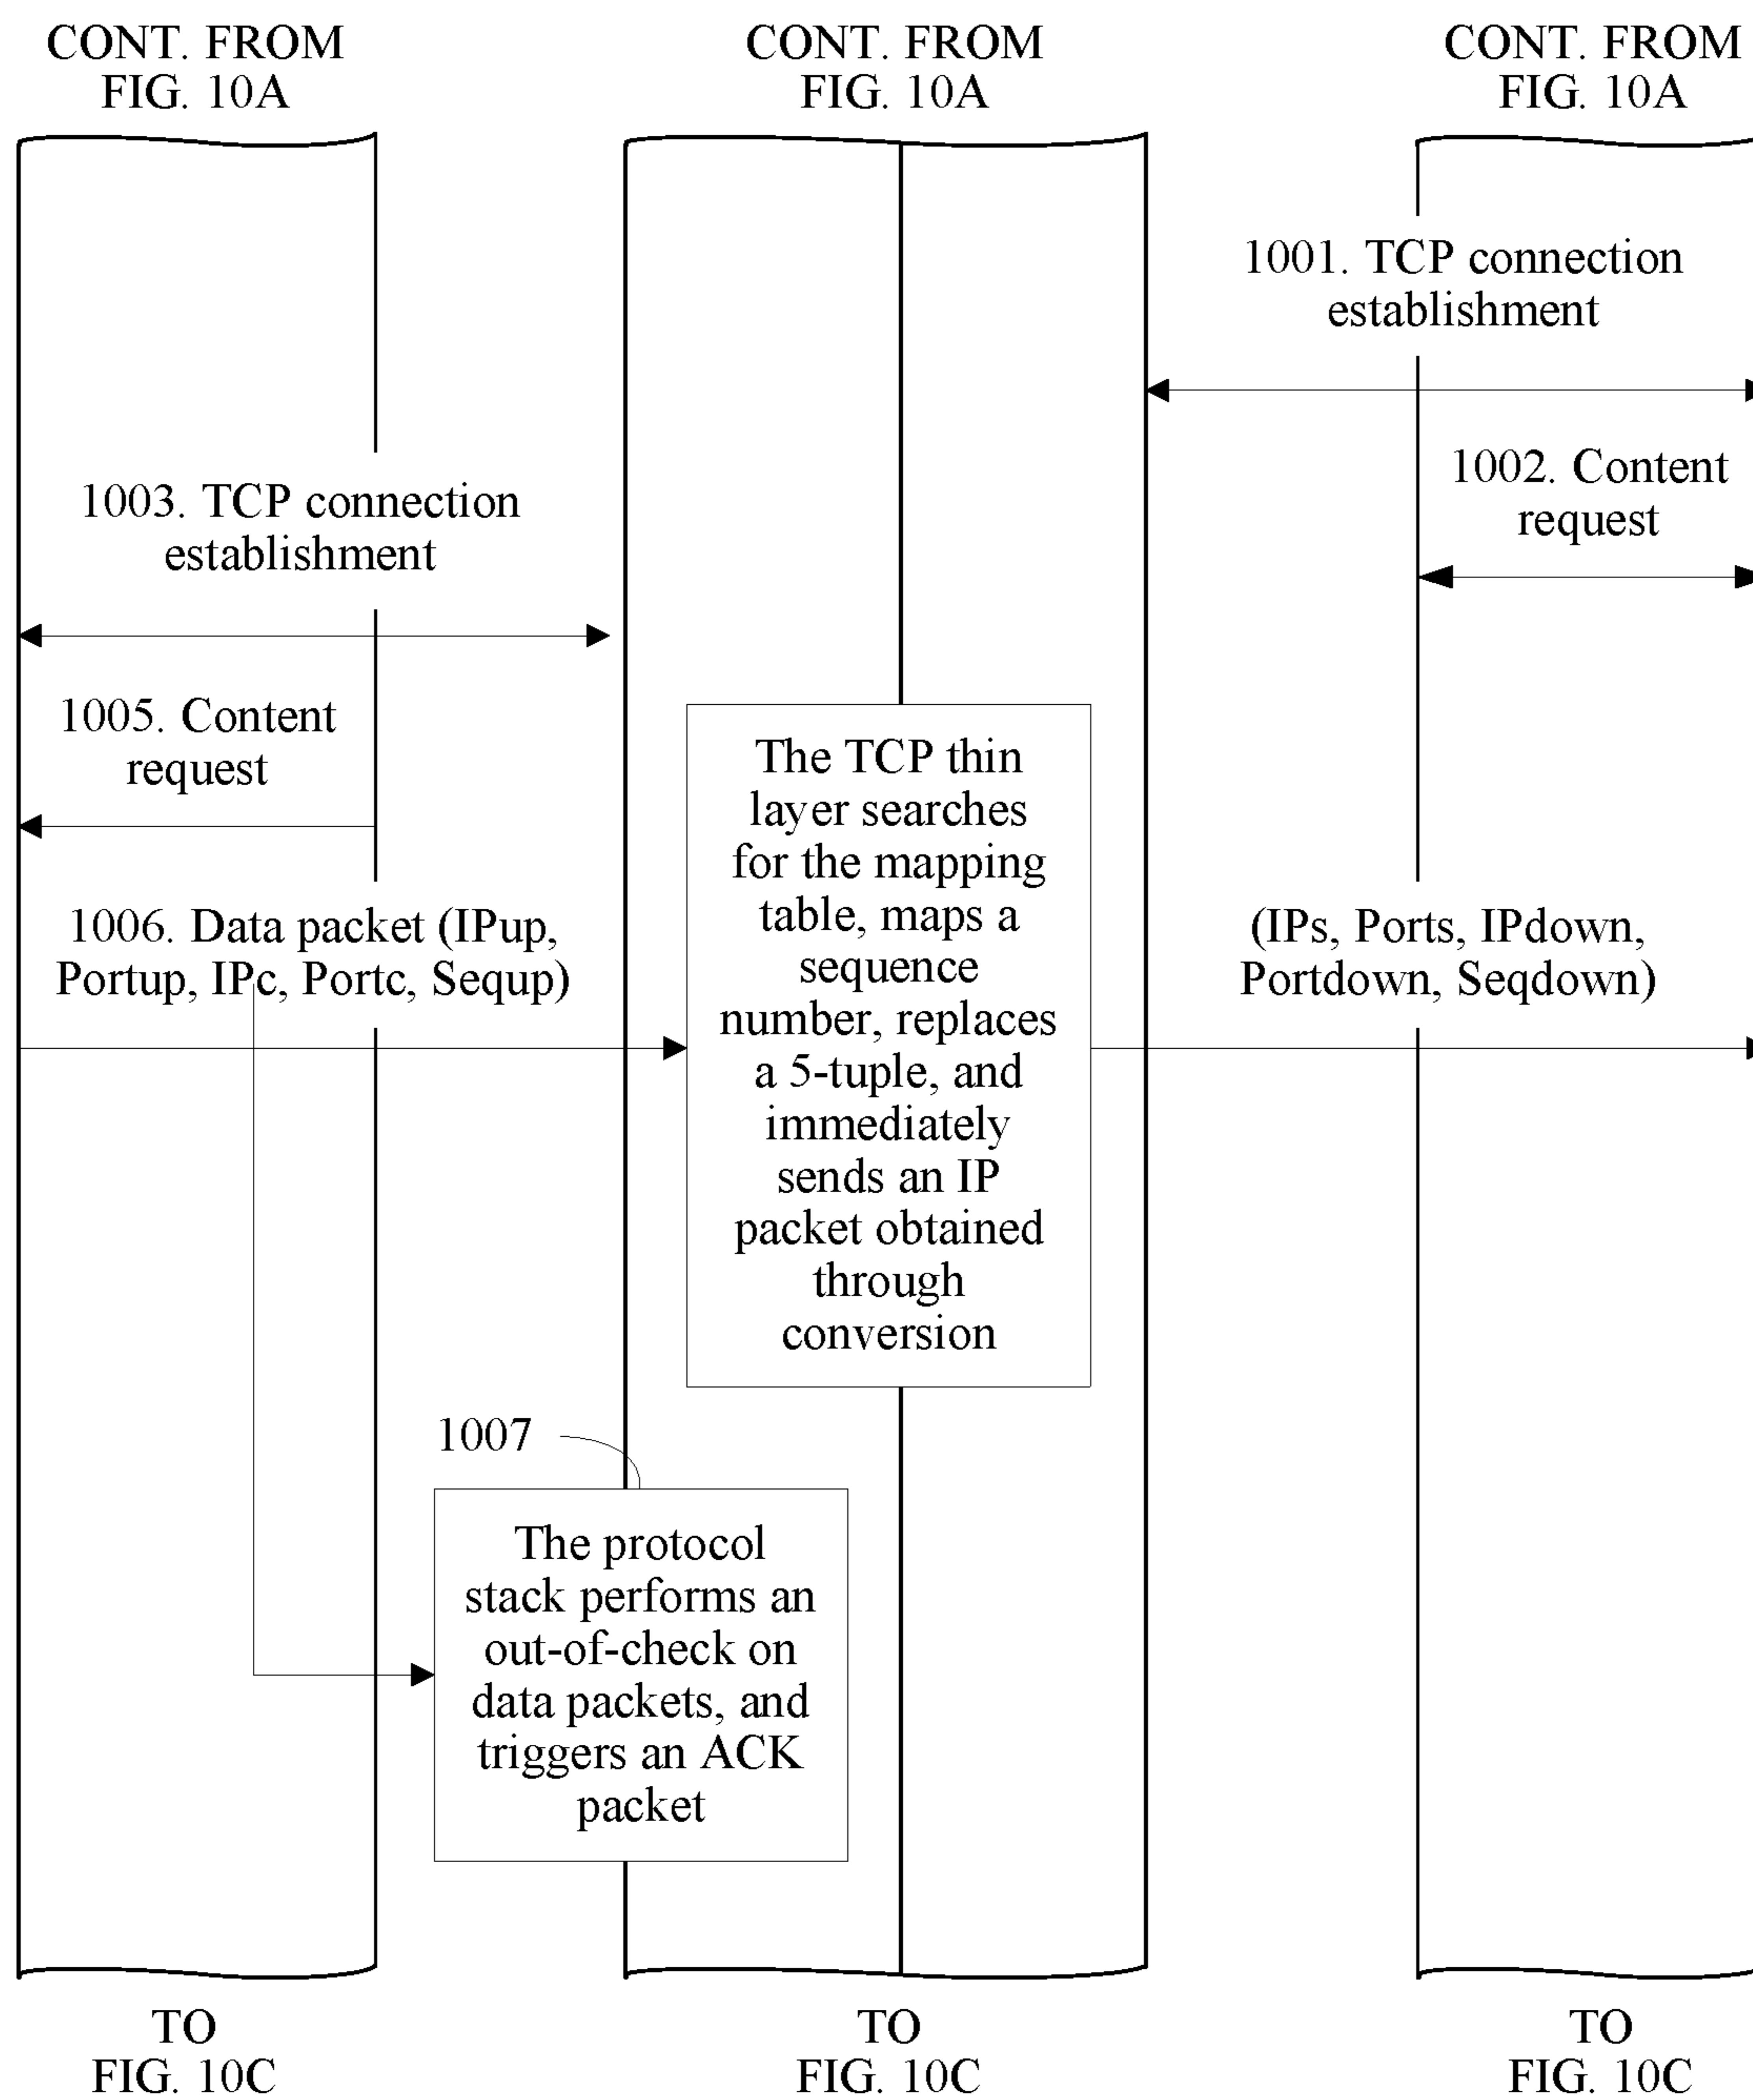 CONT. FROM
FIG. 10A
CONT. FROM
FIG. 10A
CONT. FROM
FIG. 10A
1001. TCP connection
establishment
1002. Content
request
1003. TCP connection
establishment
1005. Content
request
The TCP thin
layer searches
for the mapping
table, maps a
sequence
number, replaces
a 5-tuple, and
immediately
sends an IP
packet obtained
through
conversion
1006. Data packet (IPup,
Portup, IPc, Portc, Sequp)
(IPs, Ports, IPdown,
Portdown, Seqdown)
1007
The protocol
stack performs an
out-of-check on
data packets, and
triggers an ACK
packet
TO
FIG. 10C
TO
FIG. 10C
TO
FIG. 10C